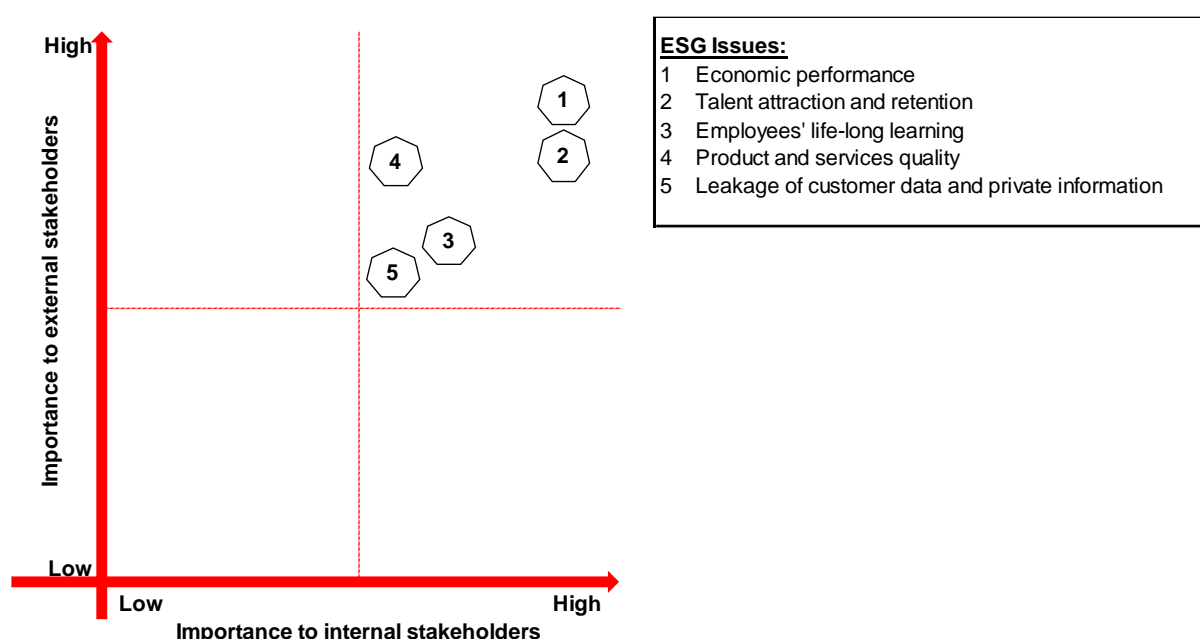 High
Importance to external stakeholders
1
2
4
3
5
Low
Low
High
Importance to internal stakeholders
ESG Issues:
1 Economic performance
2 Talent attraction and retention
3 Employees' life-long learning
4 Product and services quality
5 Leakage of customer data and private information